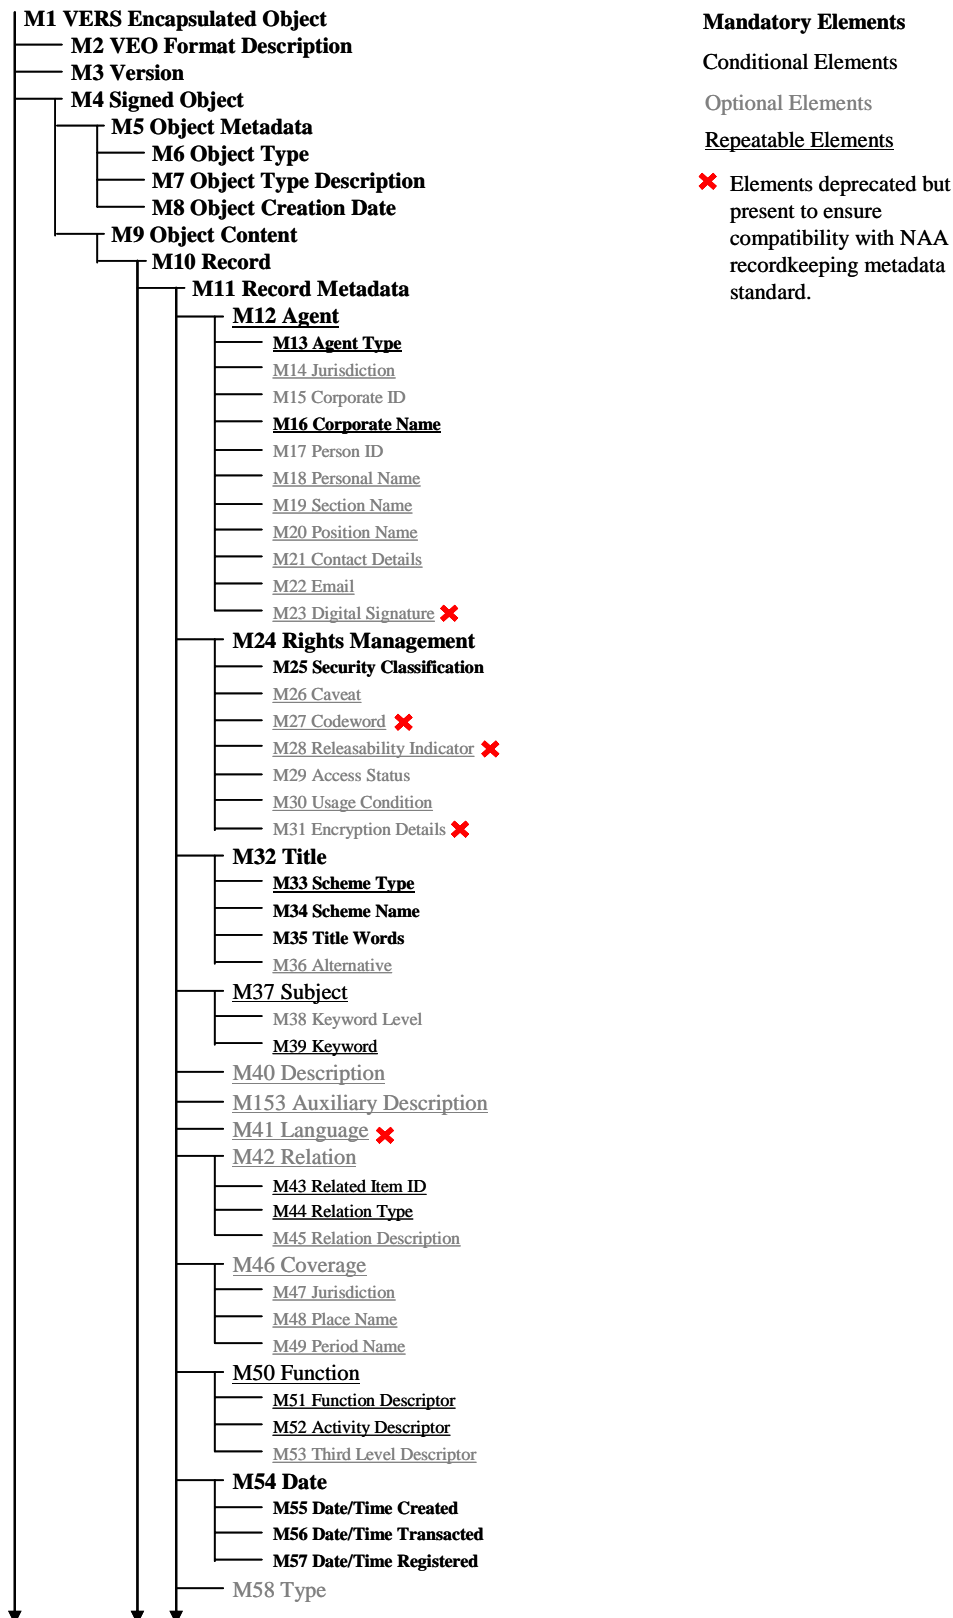 M1 VERS Encapsulated Object
M2 VEO Format Description
M3 Version
M4 Signed Object
M5 Object Metadata
M6 Object Type
M7 Object Type Description
M8 Object Creation Date
M9 Object Content
M10 Record
M11 Record Metadata
M12 Agent
M13 Agent Type
M14 Jurisdiction
M15 Corporate ID
M16 Corporate Name
M17 Person ID
M18 Personal Name
M19 Section Name
M20 Position Name
M21 Contact Details
M22 Email
M23 Digital Signature
M24 Rights Management
M25 Security Classification
M26 Caveat
M27 Codeword
M28 Releasability Indicator
M29 Access Status
M30 Usage Condition
M31 Encryption Details
M32 Title
M33 Scheme Type
M34 Scheme Name
M35 Title Words
M36 Alternative
M37 Subject
M38 Keyword Level
M39 Keyword
M40 Description
M153 Auxiliary Description
M41 Language
M42 Relation
M43 Related Item ID
M44 Relation Type
M45 Relation Description
M46 Coverage
M47 Jurisdiction
M48 Place Name
M49 Period Name
M50 Function
M51 Function Descriptor
M52 Activity Descriptor
M53 Third Level Descriptor
M54 Date
M55 Date/Time Created
M56 Date/Time Transacted
M57 Date/Time Registered
M58 Type
Mandatory Elements
Conditional Elements
Optional Elements
Repeatable Elements
Elements deprecated but
present to ensure
compatibility with NAA
recordkeeping metadata
standard.